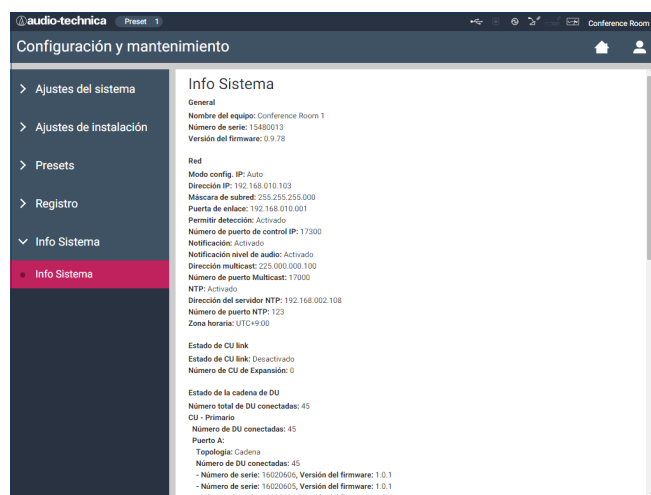 audio-technica Preset 1 Conference Room
Configuración y mantenimiento
Ajustes del sistema
Ajustes de instalación
Presets
Registro
Info Sistema
Info Sistema
Info Sistema
General
Nombre del equipo: Conference Room 1
Número de serie: 15480013
Versión del firmware: 0.9.78
Red
Modo config. IP: Auto
Dirección IP: 192.168.010.103
Máscara de subred: 255.255.255.000
Puerta de enlace: 192.168.010.001
Permitir detección: Activado
Número de puerto de control IP: 17300
Notificación: Activado
Notificación nivel de audio: Activado
Dirección multicast: 225.000.000.100
Número de puerto Multicast: 17000
NTP: Activado
Dirección del servidor NTP: 192.168.002.108
Número de puerto NTP: 123
Zona horaria: UTC+9:00
Estado de CU link
Estado de CU link: Desactivado
Número de CU de Expansión: 0
Estado de la cadena de DU
Número total de DU conectadas: 45
CU - Primario
Número de DU conectadas: 45
Puerto A:
Topología: Cadena
Número de DU conectadas: 45
- Número de serie: 16020606, Versión del firmware: 1.0.1
- Número de serie: 16020605, Versión del firmware: 1.0.1